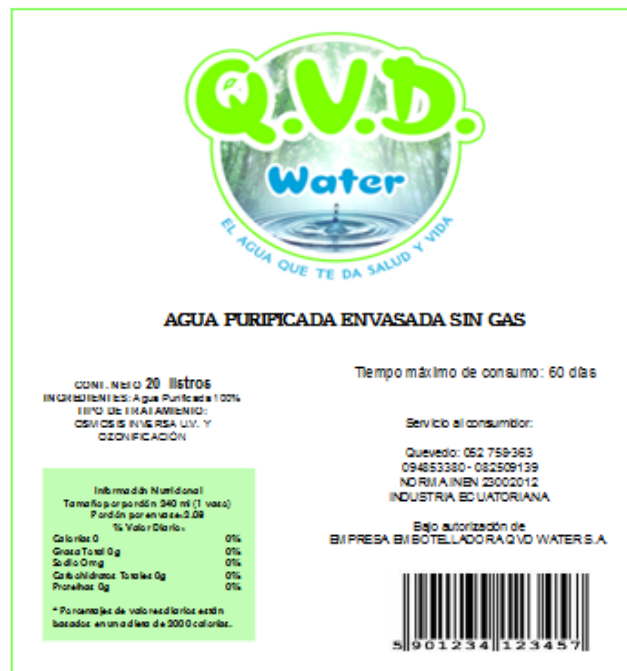 Q.V.D.
Water
EL AGUA QUE TE DA SALUD Y VIDA
AGUA PURIFICADA ENVASADA SIN GAS
CONT. NETO 20 listros
INGREDIENTES: Agua Purificada 100%
TIPO DE TRATAMIENTO:
OSMOSIS INVERSA U.V. Y
OZONIFICACIÓN
Información Nutricional
Tamaño por porción 240 ml (1 vaso)
Porción por envase:2.08
% Valor Diario:
Calorías 0 0%
Grasa Total 0g 0%
Sodio 0mg 0%
Carbohidratos Totales 0g 0%
Proteínas 0g 0%
* Porcentajes de valores diarios están
basados en una dieta de 2000 calorías.
Tiempo máximo de consumo: 60 días
Servicio al consumidor:
Quevedo: 052 758-363
094853380 - 082509139
NORMA INEN 23002012
INDUSTRIA ECUATORIANA
Bajo autorización de
EMPRESA EMBOTELLADORA QVD WATER S.A.
5 901234 123457